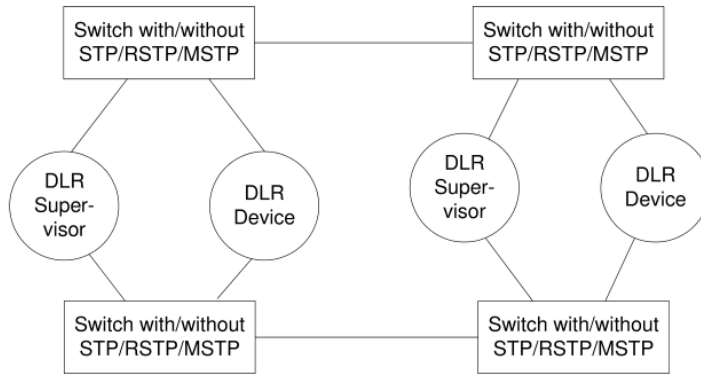 Switch with/without
STP/RSTP/MSTP
Switch with/without
STP/RSTP/MSTP
DLR
Super-
visor
DLR
Device
DLR
Super-
visor
DLR
Device
Switch with/without
STP/RSTP/MSTP
Switch with/without
STP/RSTP/MSTP